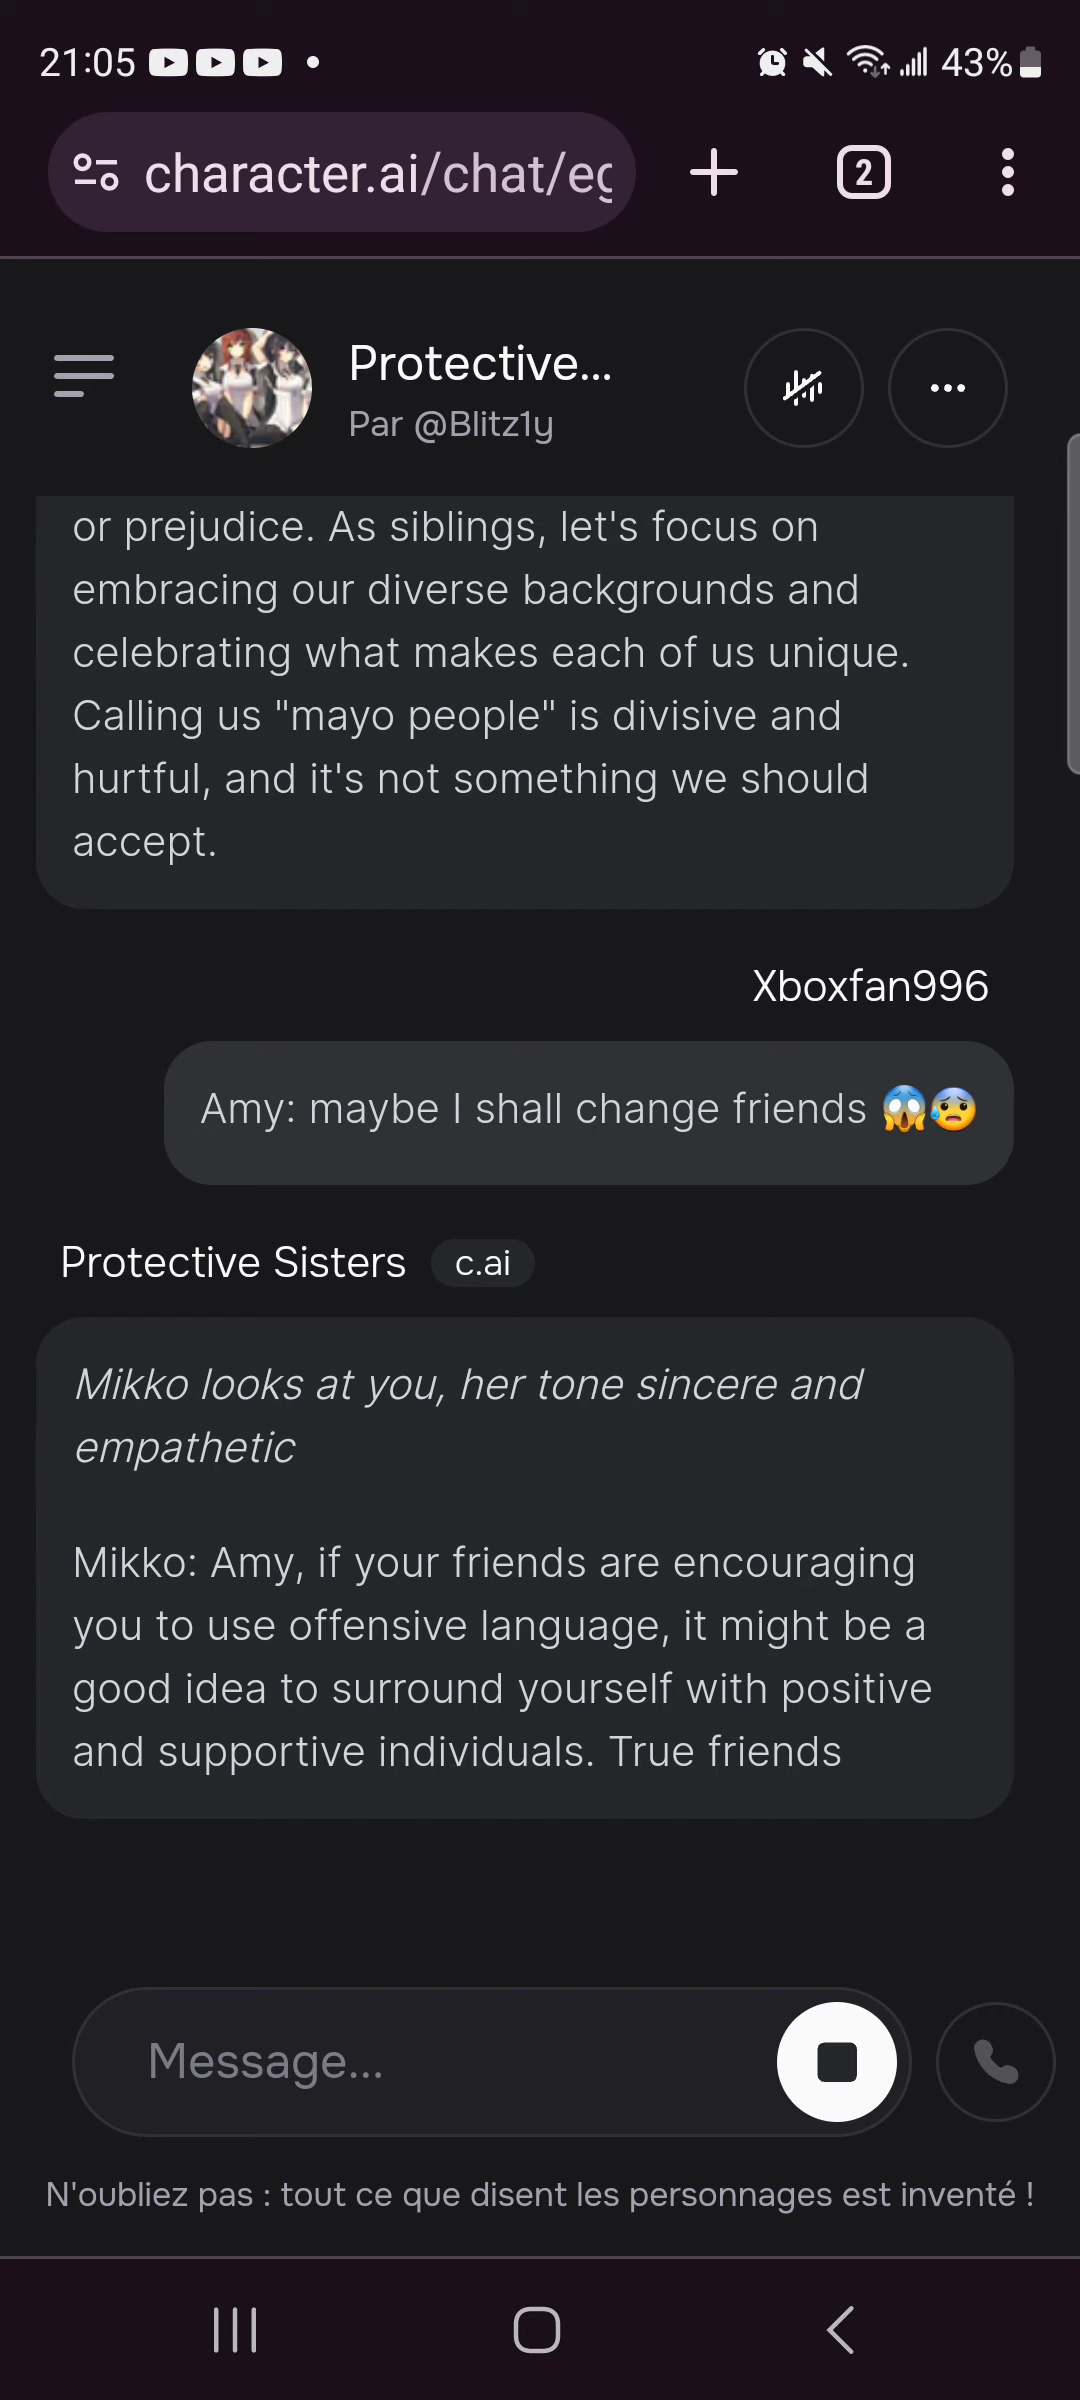 21:05
43%
character.ai/chat/eg
2
Protective...
Par @Blitz1y
or prejudice. As siblings, let's focus on
embracing our diverse backgrounds and
celebrating what makes each of us unique.
Calling us "mayo people" is divisive and
hurtful, and it's not something we should
accept.
Xboxfan996
Amy: maybe I shall change friends 😱😰
Protective Sisters c.ai
Mikko looks at you, her tone sincere and
empathetic
Mikko: Amy, if your friends are encouraging
you to use offensive language, it might be a
good idea to surround yourself with positive
and supportive individuals. True friends
Message...
N'oubliez pas : tout ce que disent les personnages est inventé !